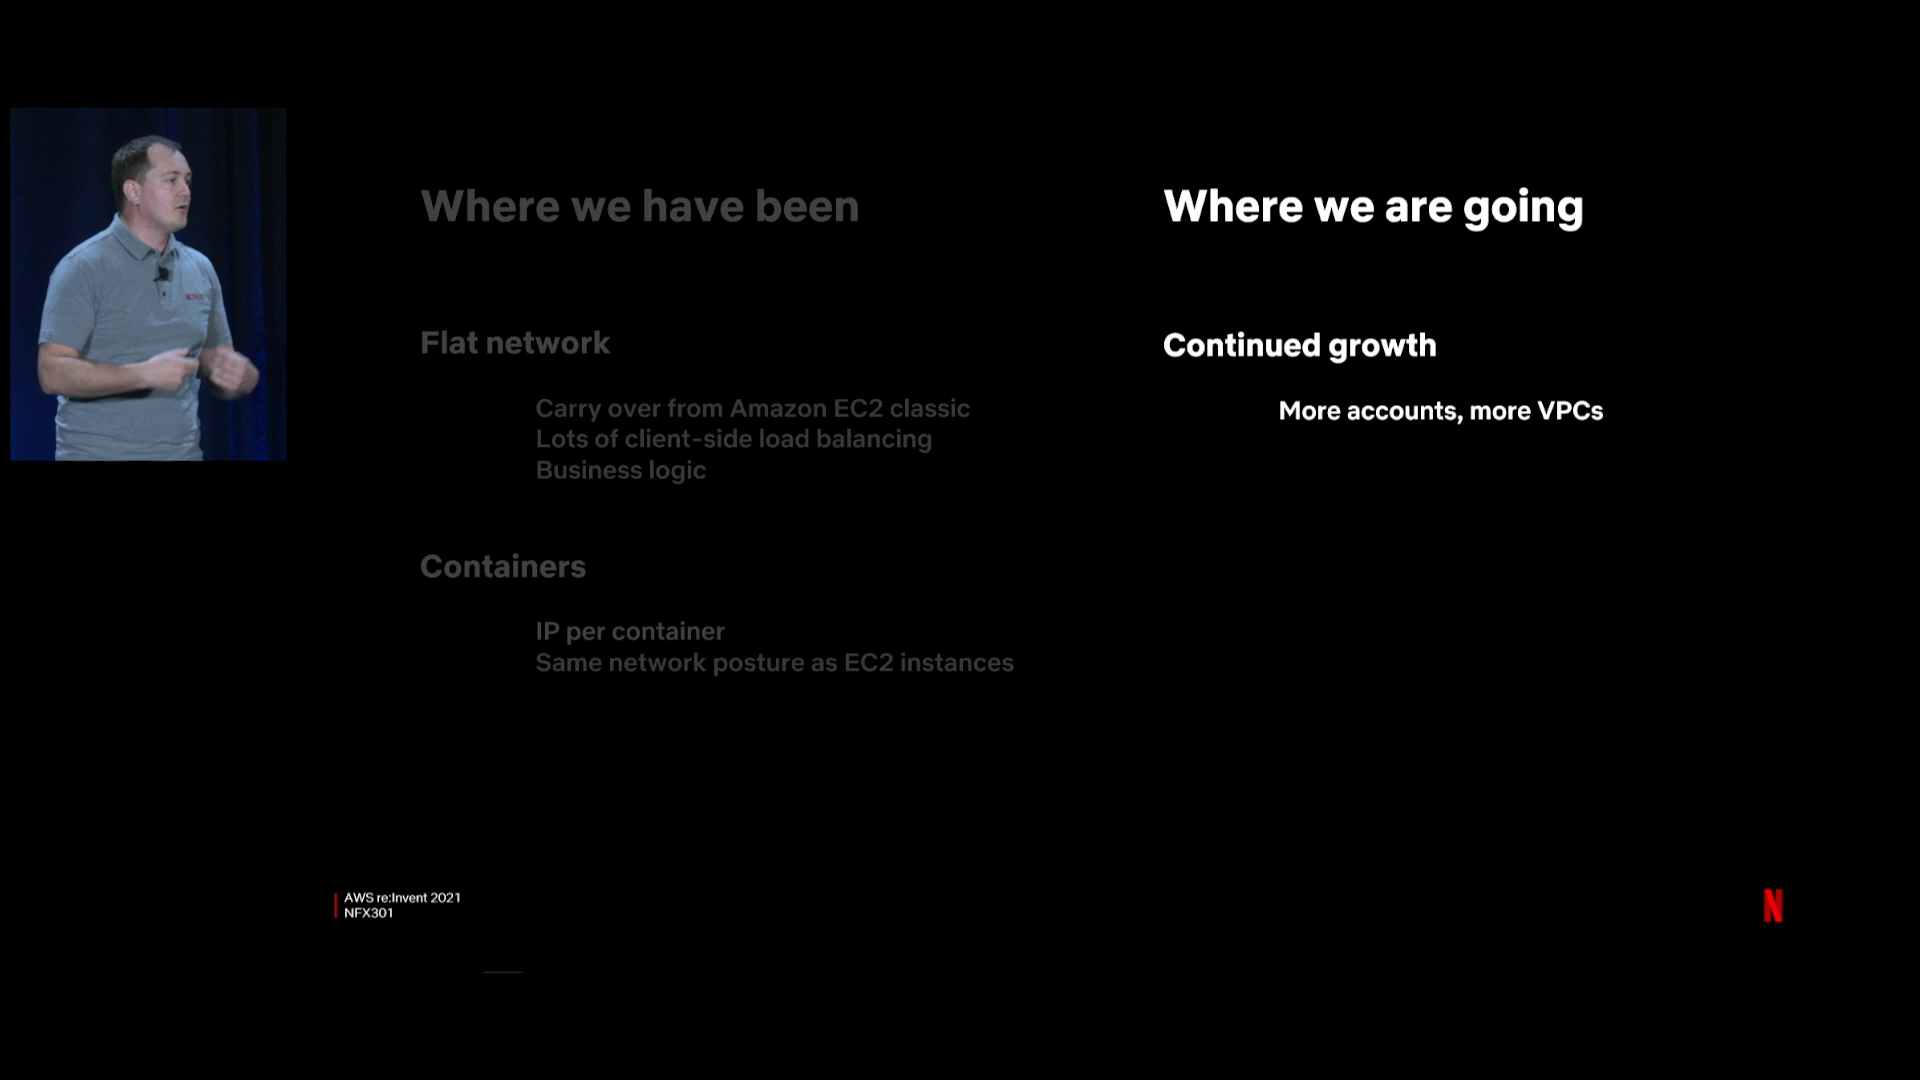 Where we have been
Flat network
Carry over from Amazon EC2 classic
Lots of client-side load balancing
Business logic
Containers
IP per container
Same network posture as EC2 instances
Where we are going
Continued growth
More accounts, more VPCs
AWS re:Invent 2021
NFX301
N